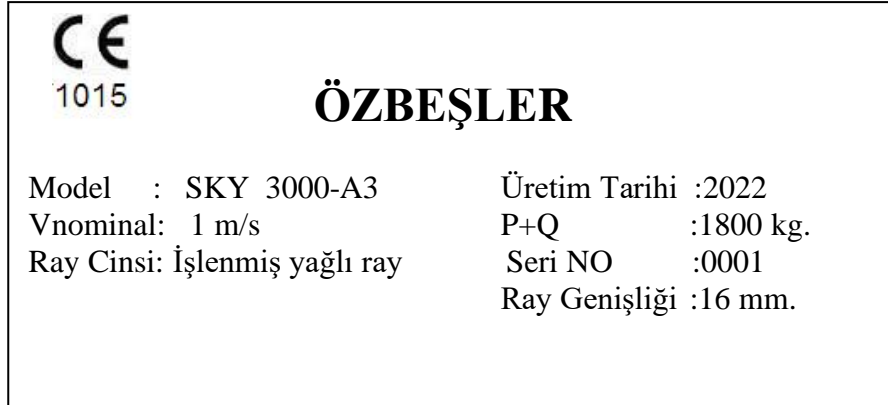 CE
1015
ÖZBEŞLER
Model : SKY 3000-A3 Üretim Tarihi :2022
Vnominal: 1 m/s P+Q :1800 kg.
Ray Cinsi: İşlenmiş yağlı ray Seri NO :0001
Ray Genişliği :16 mm.